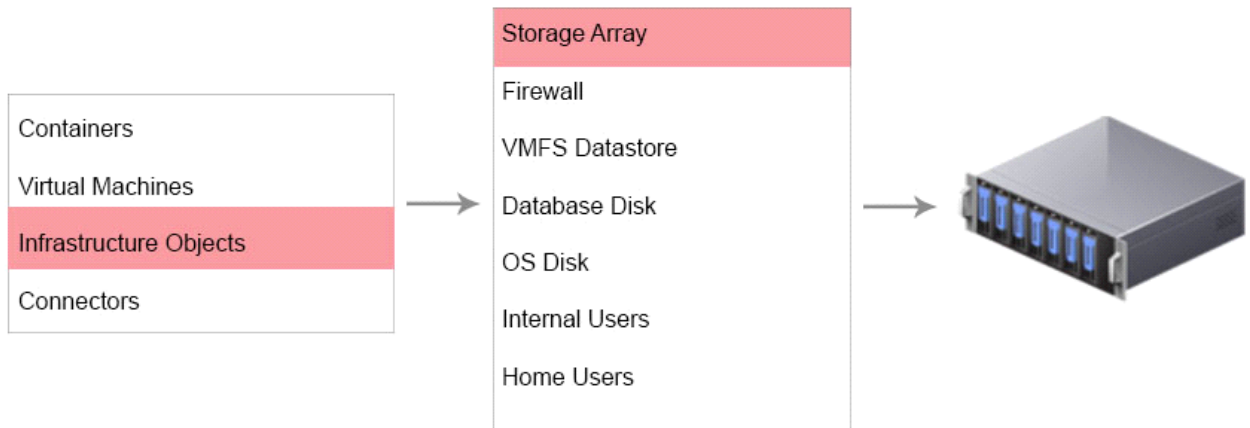 Containers
Virtual Machines
Infrastructure Objects
Connectors
Storage Array
Firewall
VMFS Datastore
Database Disk
OS Disk
Internal Users
Home Users